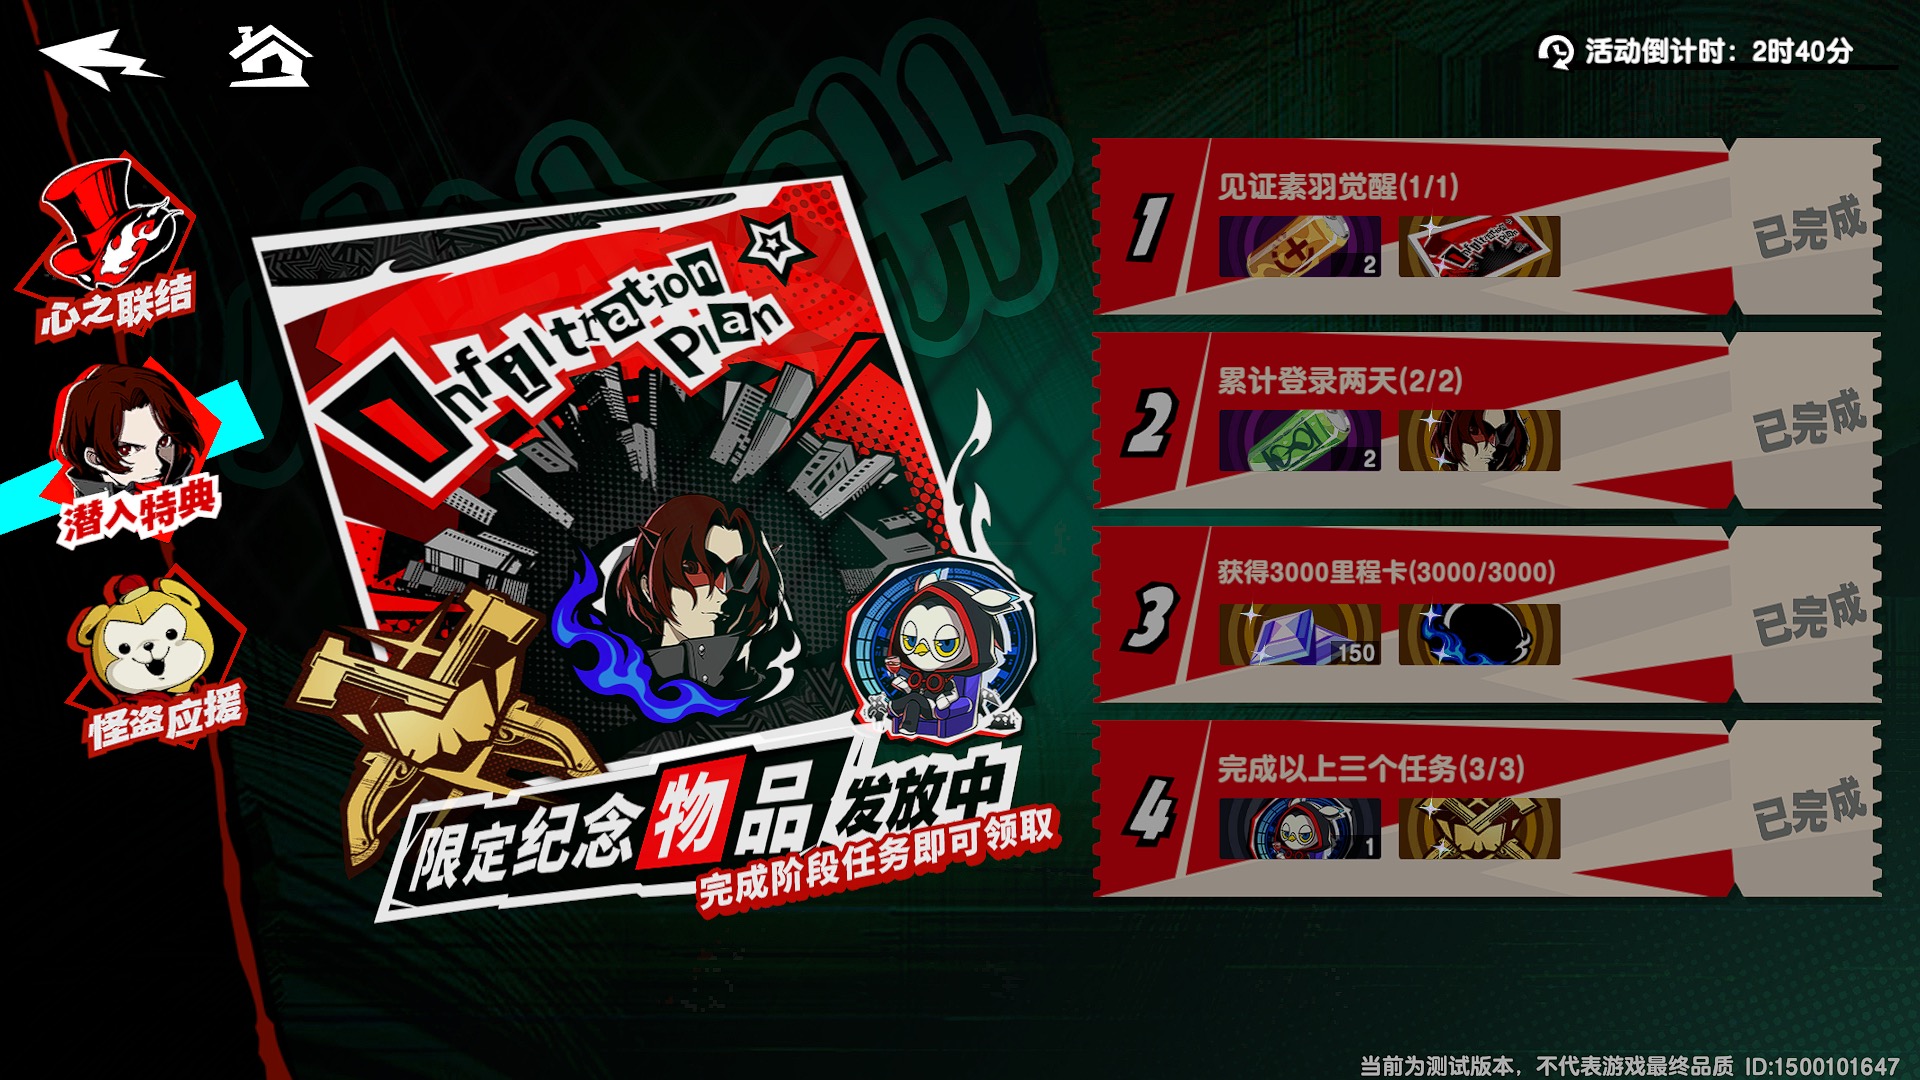 活动倒计时：2时40分
心之联结
潜入特典
怪盗应援
Infiltration
Plan
限定纪念物品发放中
完成阶段任务即可领取
1
见证素羽觉醒(1/1)
2
已完成
2
累计登录两天(2/2)
2
已完成
3
获得3000里程卡(3000/3000)
150
已完成
4
完成以上三个任务(3/3)
1
已完成
当前为测试版本，不代表游戏最终品质 ID:1500101647